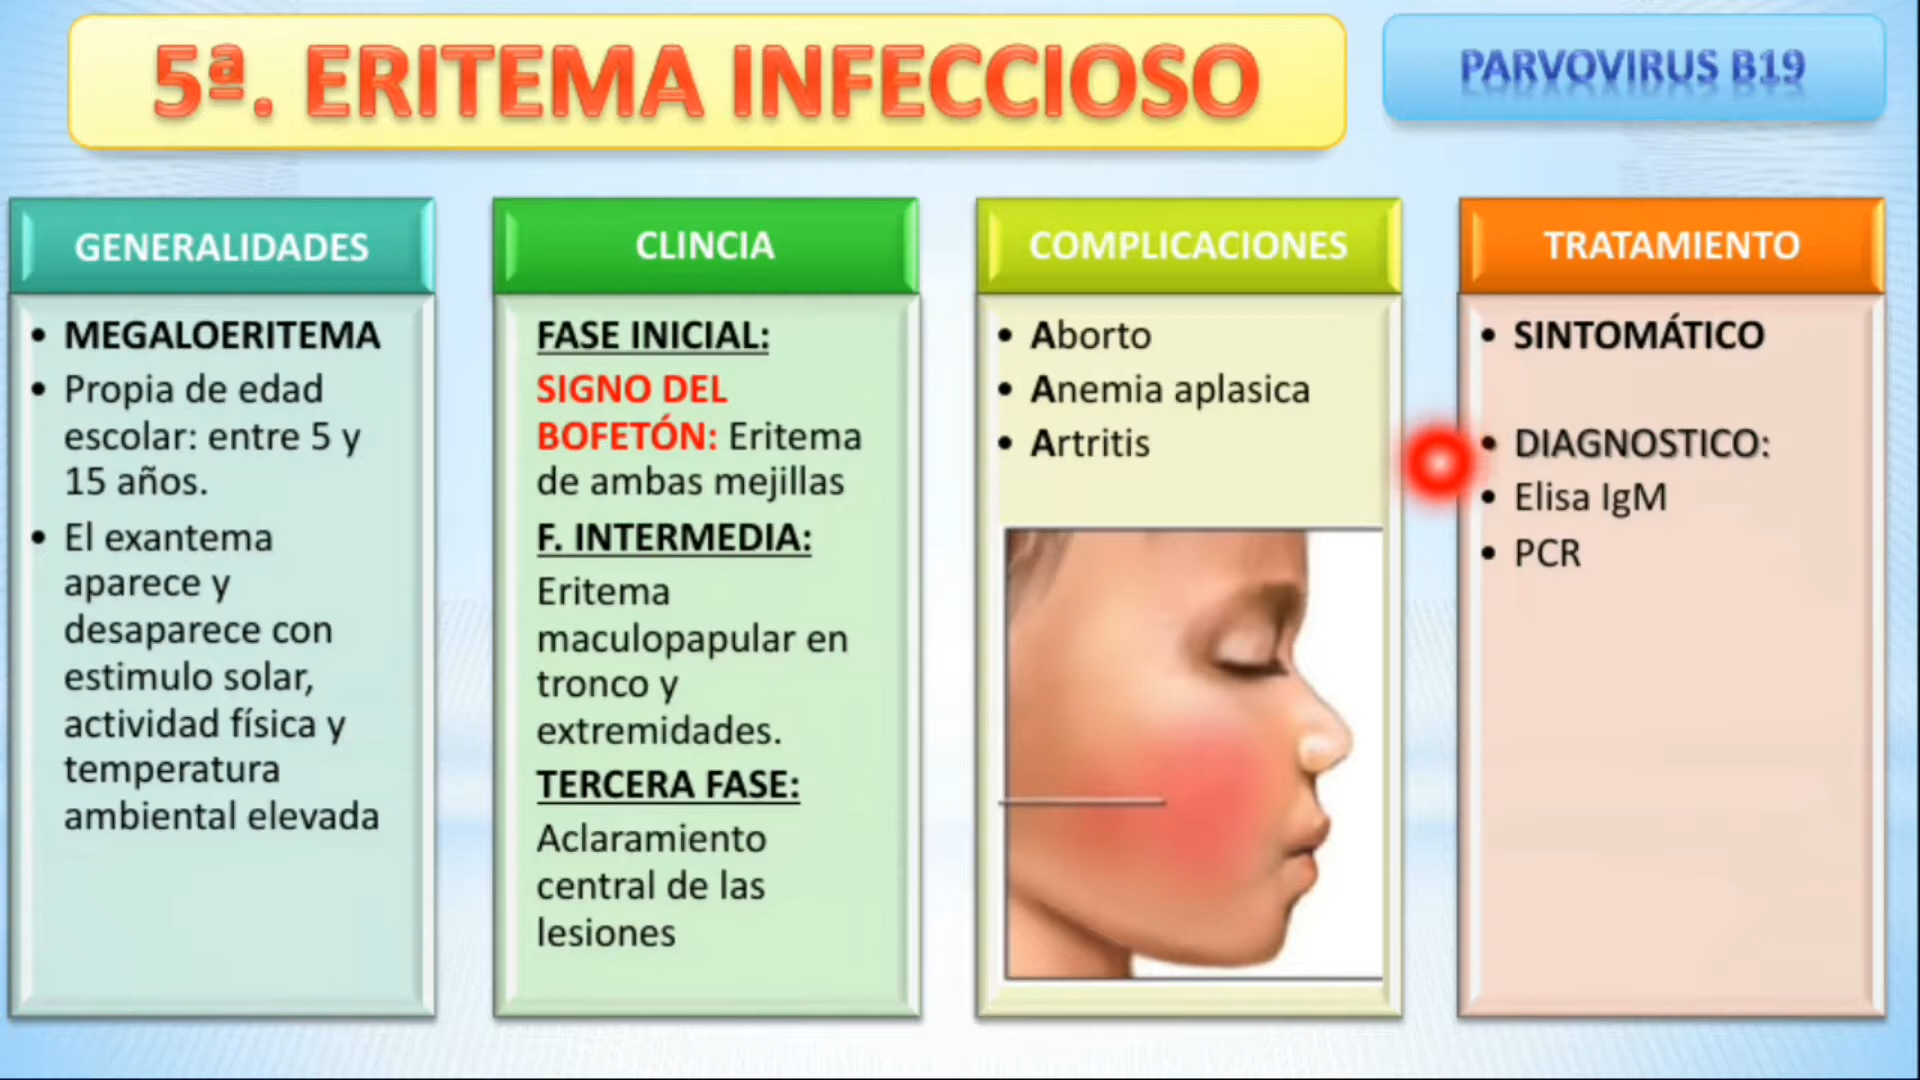 5ª. ERITEMA INFECCIOSO
PARVOVIRUS B19
GENERALIDADES
• MEGALOERITEMA
• Propia de edad
escolar: entre 5 y
15 años.
• El exantema
aparece y
desaparece con
estimulo solar,
actividad física y
temperatura
ambiental elevada
CLINCIA
FASE INICIAL:
SIGNO DEL
BOFETÓN: Eritema
de ambas mejillas
F. INTERMEDIA:
Eritema
maculopapular en
tronco y
extremidades.
TERCERA FASE:
Aclaramiento
central de las
lesiones
COMPLICACIONES
• Aborto
• Anemia aplasica
• Artritis
TRATAMIENTO
• SINTOMÁTICO
• DIAGNOSTICO:
• Elisa IgM
• PCR